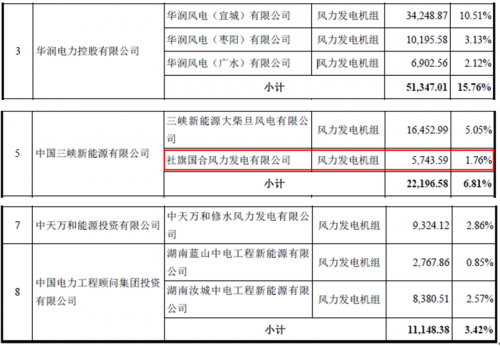 3 华润电力控股有限公司 华润风电（宜城）有限公司 风力发电机组 34,248.87 10.51%
华润风电（枣阳）有限公司 风力发电机组 10,195.58 3.13%
华润风电（广水）有限公司 风力发电机组 6,902.56 2.12%
小计 51,347.01 15.76%
5 中国三峡新能源有限公司 三峡新能源大柴旦风电有限公司 风力发电机组 16,452.99 5.05%
社旗国合风力发电有限公司 风力发电机组 5,743.59 1.76%
小计 22,196.58 6.81%
7 中天万和能源投资有限公司 中天万和修水风力发电有限公司 风力发电机组 9,324.12 2.86%
8 中国电力工程顾问集团投资有限公司 湖南蓝山中电工程新能源有限公司 风力发电机组 2,767.86 0.85%
湖南汝城中电工程新能源有限公司 风力发电机组 8,380.51 2.57%
小计 11,148.38 3.42%